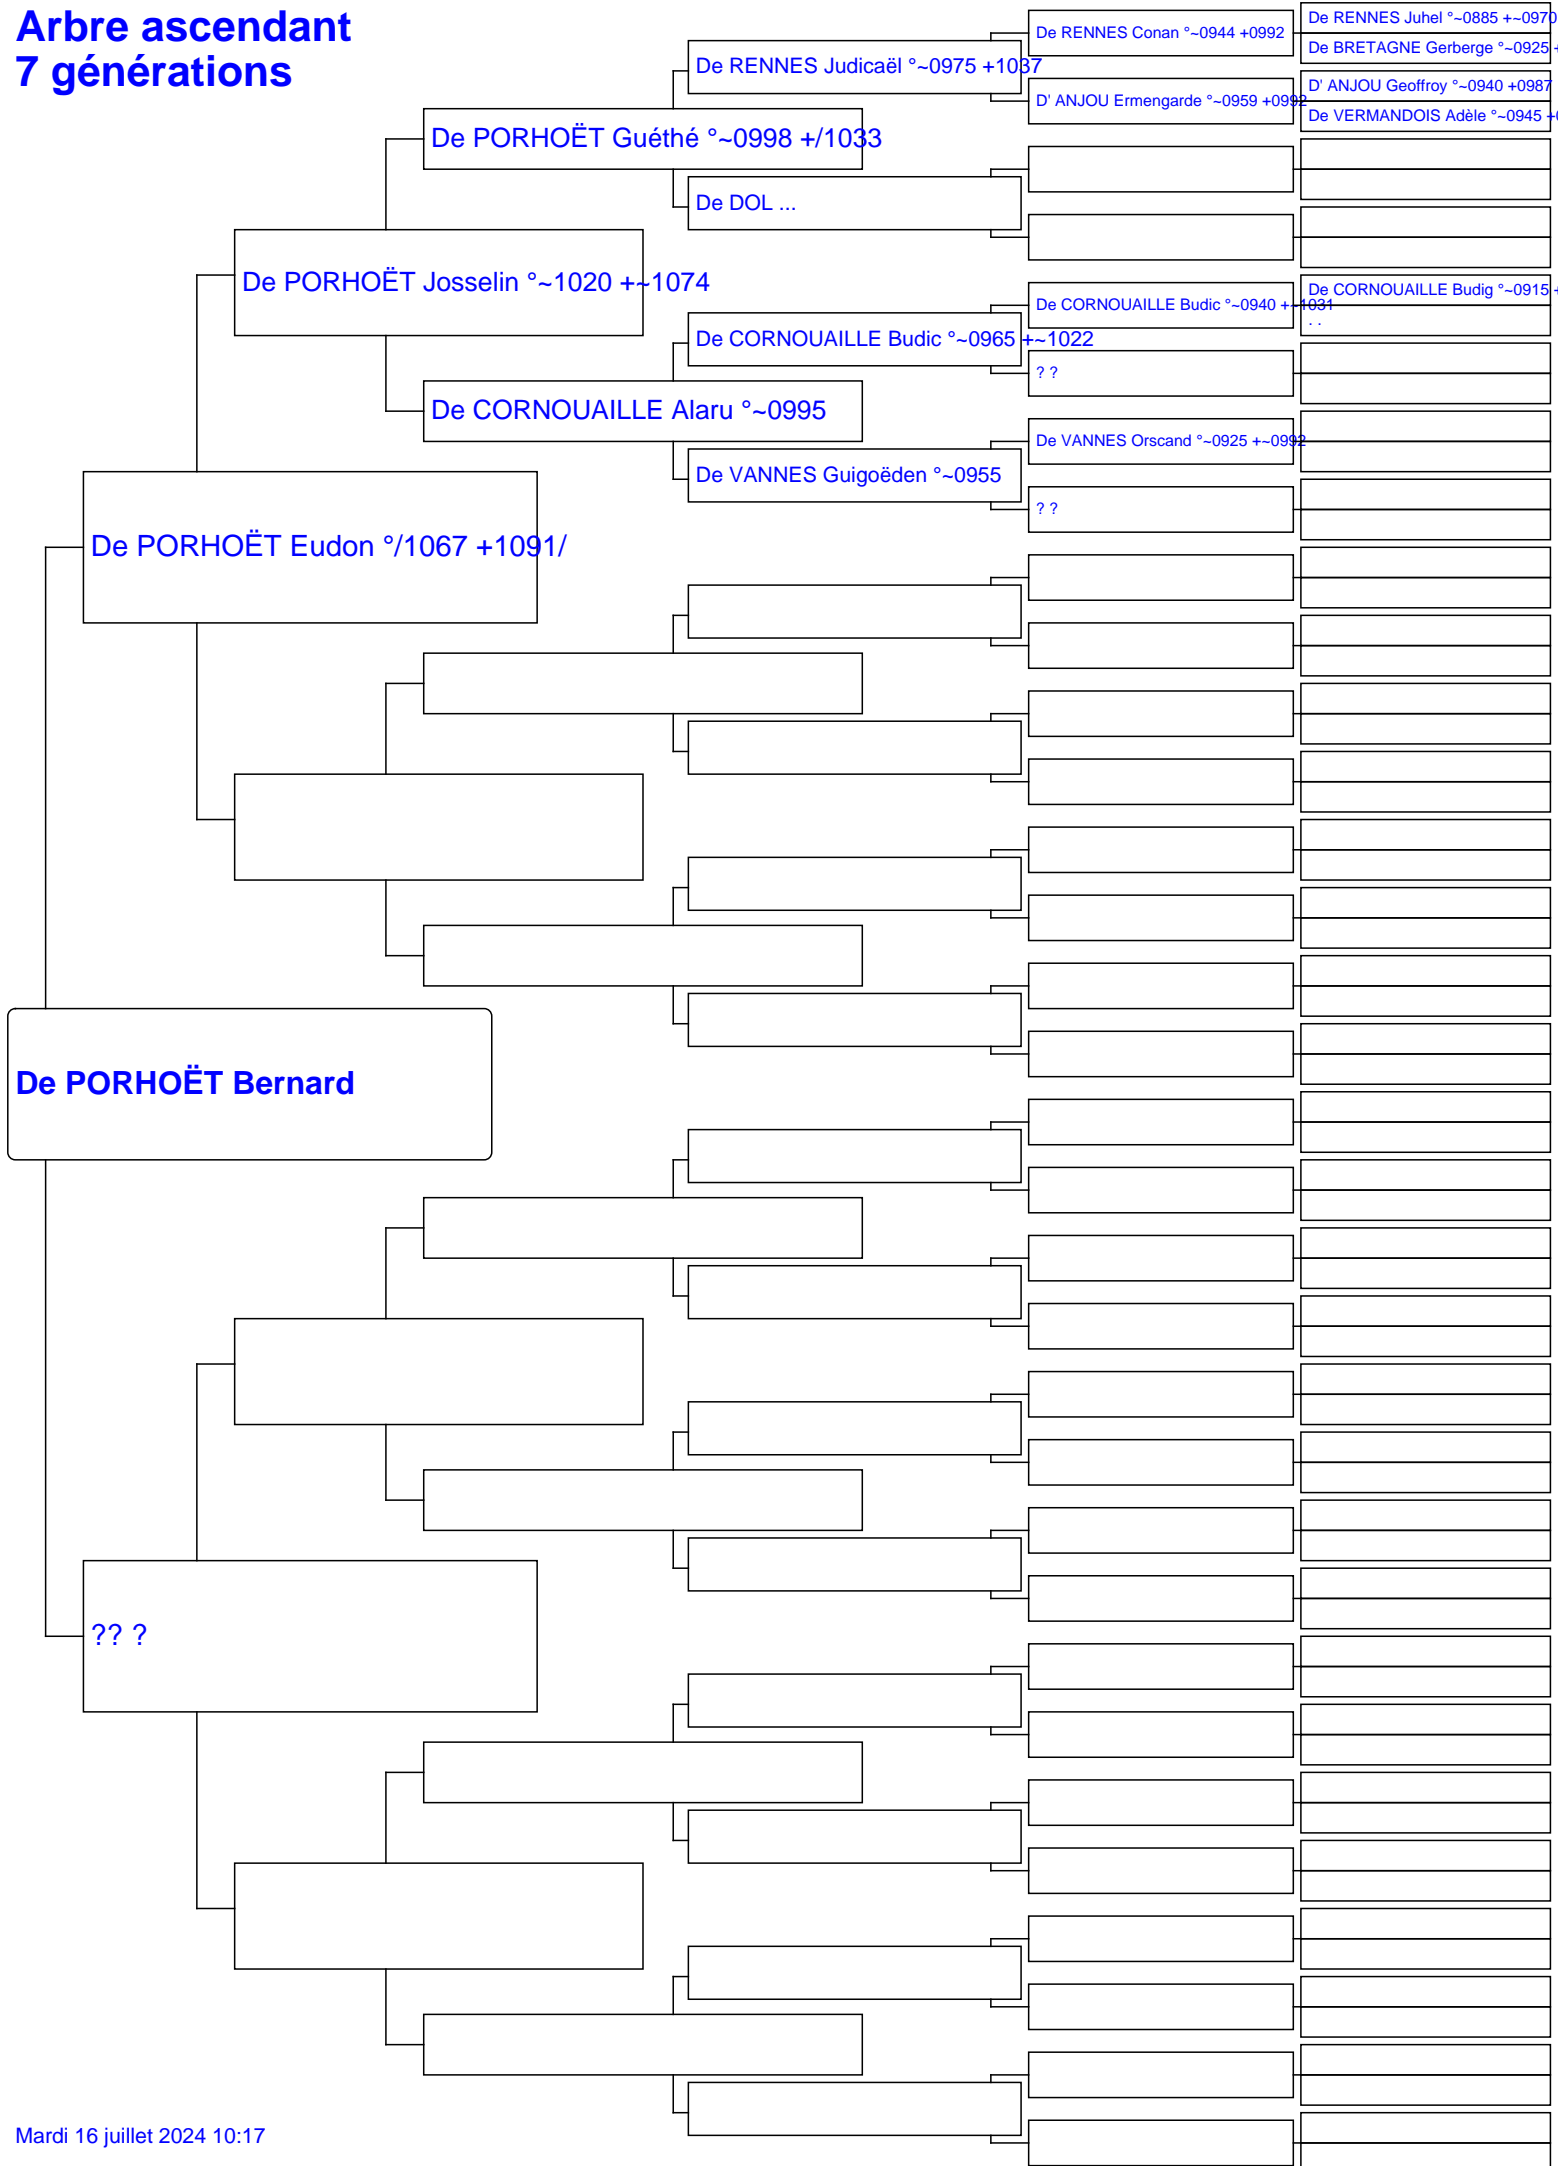 Arbre ascendant
7 générations
De RENNES Juhel °~0885 +~0970
De RENNES Conan °~0944 +0992
De BRETAGNE Gerberge °~0925 +
De RENNES Judicaël °~0975 +1037
D' ANJOU Geoffroy °~0940 +0987
D' ANJOU Ermengarde °~0959 +0992
De VERMANDOIS Adèle °~0945 +
De PORHOËT Guéthé °~0998 +/1033
De DOL ...
De PORHOËT Josselin °~1020 +~1074
De CORNOUAILLE Budig °~0915 +
De CORNOUAILLE Budic °~0940 +~1031
. .
De CORNOUAILLE Budic °~0965 +~1022
? ?
De CORNOUAILLE Alaru °~0995
De VANNES Orscand °~0925 +~0992
De VANNES Guigoëden °~0955
? ?
De PORHOËT Eudon °/1067 +1091/
De PORHOËT Bernard
?? ?
Mardi 16 juillet 2024 10:17